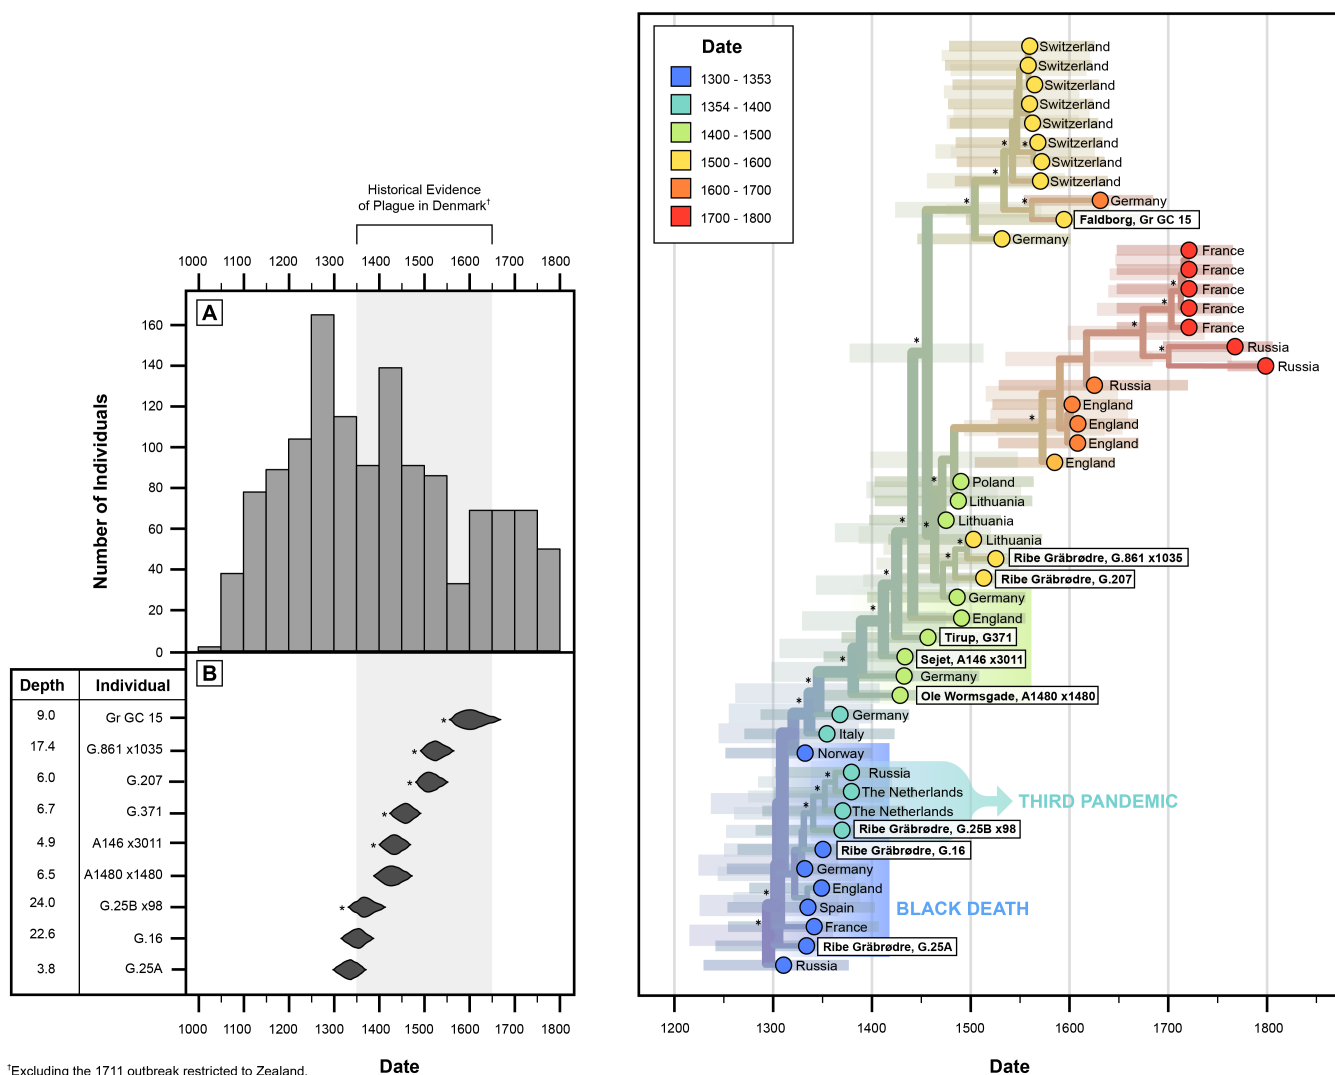 Historical Evidence
of Plague in Denmark†
1000 1100 1200 1300 1400 1500 1600 1700 1800
A
Number of Individuals
160
140
120
100
80
60
40
20
0
B
Depth Individual
9.0 Gr GC 15 *
17.4 G.861 x1035 *
6.0 G.207 *
6.7 G.371 *
4.9 A146 x3011 *
6.5 A1480 x1480
24.0 G.25B x98 *
22.6 G.16
3.8 G.25A
1000 1100 1200 1300 1400 1500 1600 1700 1800
Date
†Excluding the 1711 outbreak restricted to Zealand.
Date
1300 - 1353
1354 - 1400
1400 - 1500
1500 - 1600
1600 - 1700
1700 - 1800
Switzerland
Switzerland
Switzerland
Switzerland
Switzerland
* * Switzerland
* Switzerland
Switzerland
* * Germany
Faldborg, Gr GC 15
Germany
France
France
* France
* France
* France
* * Russia
Russia
Russia
England
* England
England
England
* Poland
Lithuania
* * Lithuania
* Lithuania
* Ribe Gräbrødre, G.861 x1035
* Ribe Gräbrødre, G.207
Germany
* England
Tirup, G371
* Sejet, A146 x3011
* Germany
* Ole Wormsgade, A1480 x1480
Germany
Italy
Norway
* Russia
* The Netherlands
THIRD PANDEMIC
* The Netherlands
Ribe Gräbrødre, G.25B x98
Ribe Gräbrødre, G.16
Germany
* England
Spain
BLACK DEATH
* France
Ribe Gräbrødre, G.25A
Russia
1200 1300 1400 1500 1600 1700 1800
Date